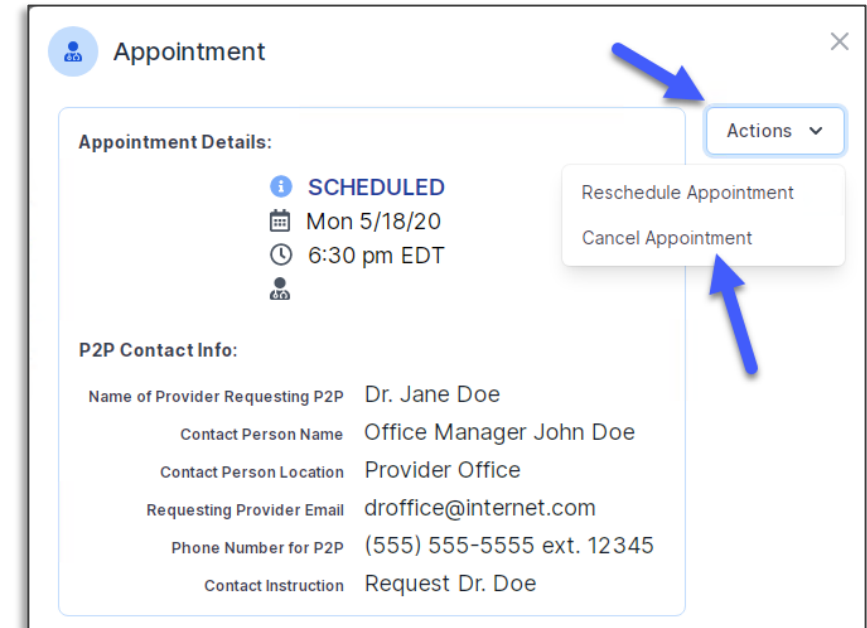 Appointment
Actions
Appointment Details:
SCHEDULED
Reschedule Appointment
Mon 5/18/20
Cancel Appointment
6:30 pm EDT
P2P Contact Info:
Name of Provider Requesting P2P Dr. Jane Doe
Contact Person Name Office Manager John Doe
Contact Person Location Provider Office
Requesting Provider Email droffice@internet.com
Phone Number for P2P (555) 555-5555 ext. 12345
Contact Instruction Request Dr. Doe